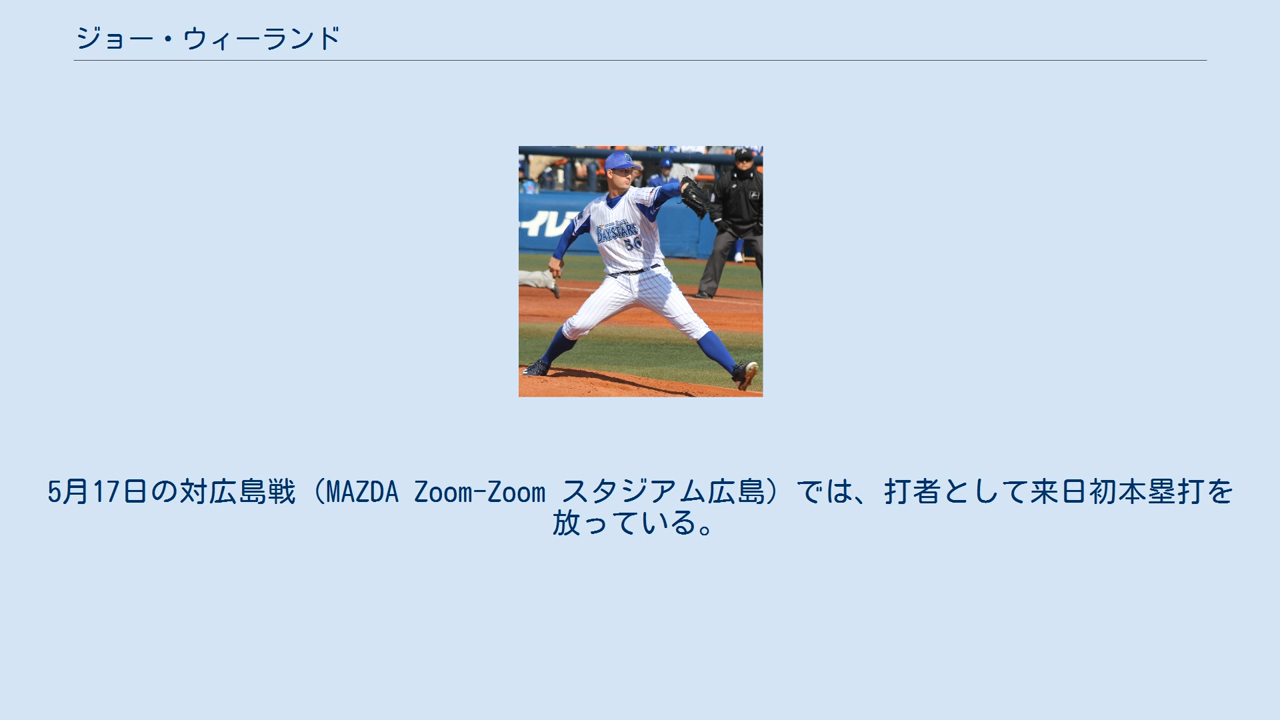 ジョー・ウィーランド
BAYSTARS
56
5月17日の対広島戦（MAZDA Zoom-Zoom スタジアム広島）では、打者として来日初本塁打を
放っている。